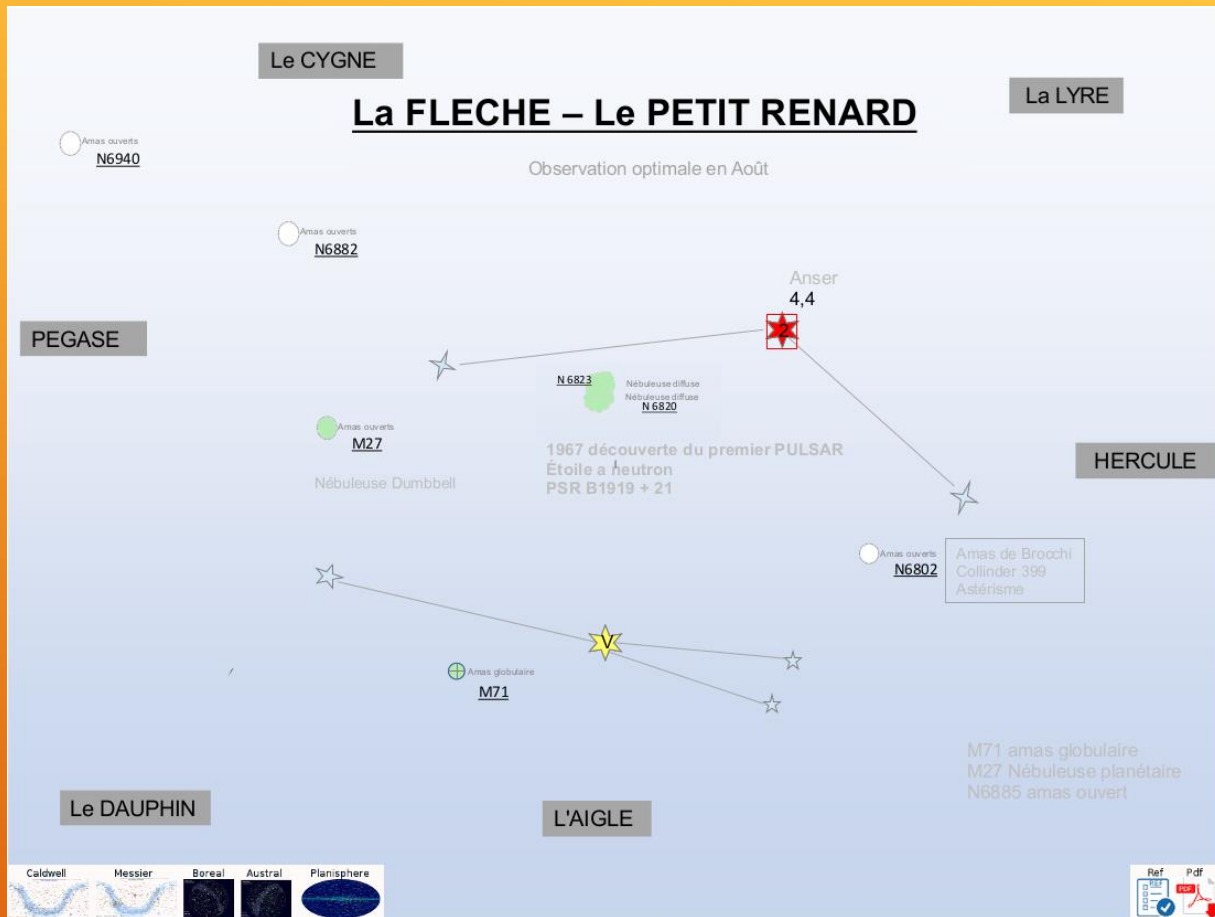 Le CYGNE
La LYRE
La FLECHE – Le PETIT RENARD
Amas ouverts
N6940
Observation optimale en Août
Amas ouverts
N6882
Anser
4,4
2
PEGASE
N 6823
Nébuleuse diffuse
Nébuleuse diffuse
N 6820
Amas ouverts
M27
1967 découverte du premier PULSAR
Étoile a neutron
PSR B1919 + 21
HERCULE
Nébuleuse Dumbbell
Amas ouverts
N6802
Amas de Brocchi
Collinder 399
Astérisme
V
Amas globulaire
M71
M71 amas globulaire
M27 Nébuleuse planétaire
N6885 amas ouvert
Le DAUPHIN
L'AIGLE
Caldwell
Messier
Boreal
Austral
Planisphere
Ref
REF
Pdf
PDF